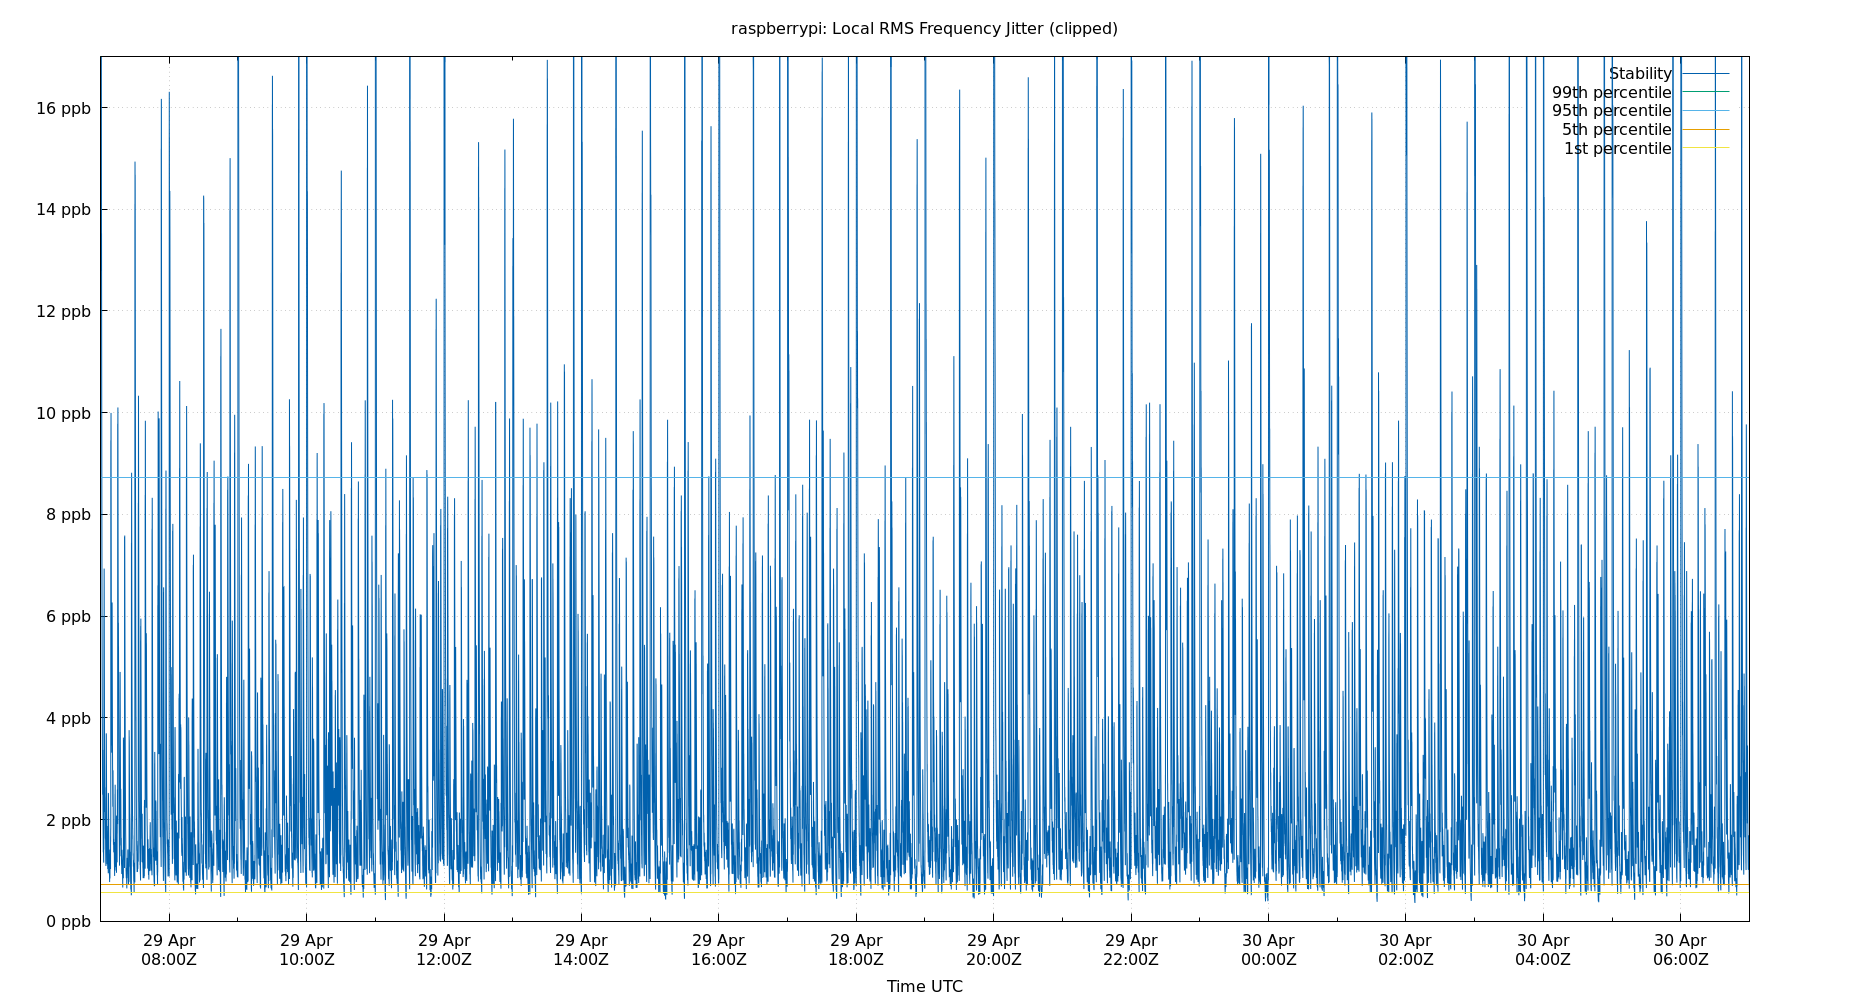 raspberrypi: Local RMS Frequency Jitter (clipped)
Stability
99th percentile
95th percentile
5th percentile
1st percentile
16 ppb
14 ppb
12 ppb
10 ppb
8 ppb
6 ppb
4 ppb
2 ppb
0 ppb
29 Apr 29 Apr 29 Apr 29 Apr 29 Apr 29 Apr 29 Apr 29 Apr 30 Apr 30 Apr 30 Apr 30 Apr
08:00Z 10:00Z 12:00Z 14:00Z 16:00Z 18:00Z 20:00Z 22:00Z 00:00Z 02:00Z 04:00Z 06:00Z
Time UTC